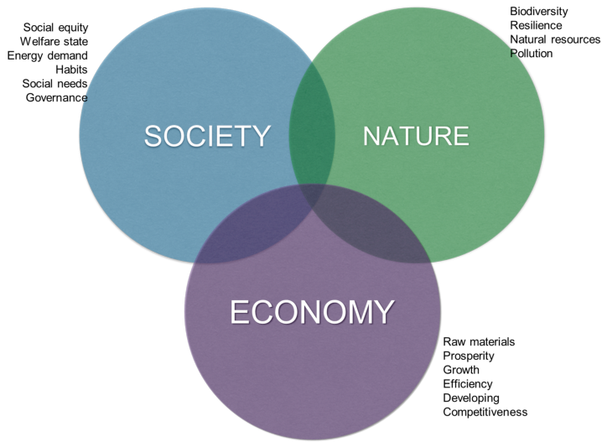 Social equity
Welfare state
Energy demand
Habits
Social needs
Governance
Biodiversity
Resilience
Natural resources
Pollution
SOCIETY
NATURE
ECONOMY
Raw materials
Prosperity
Growth
Efficiency
Developing
Competitiveness